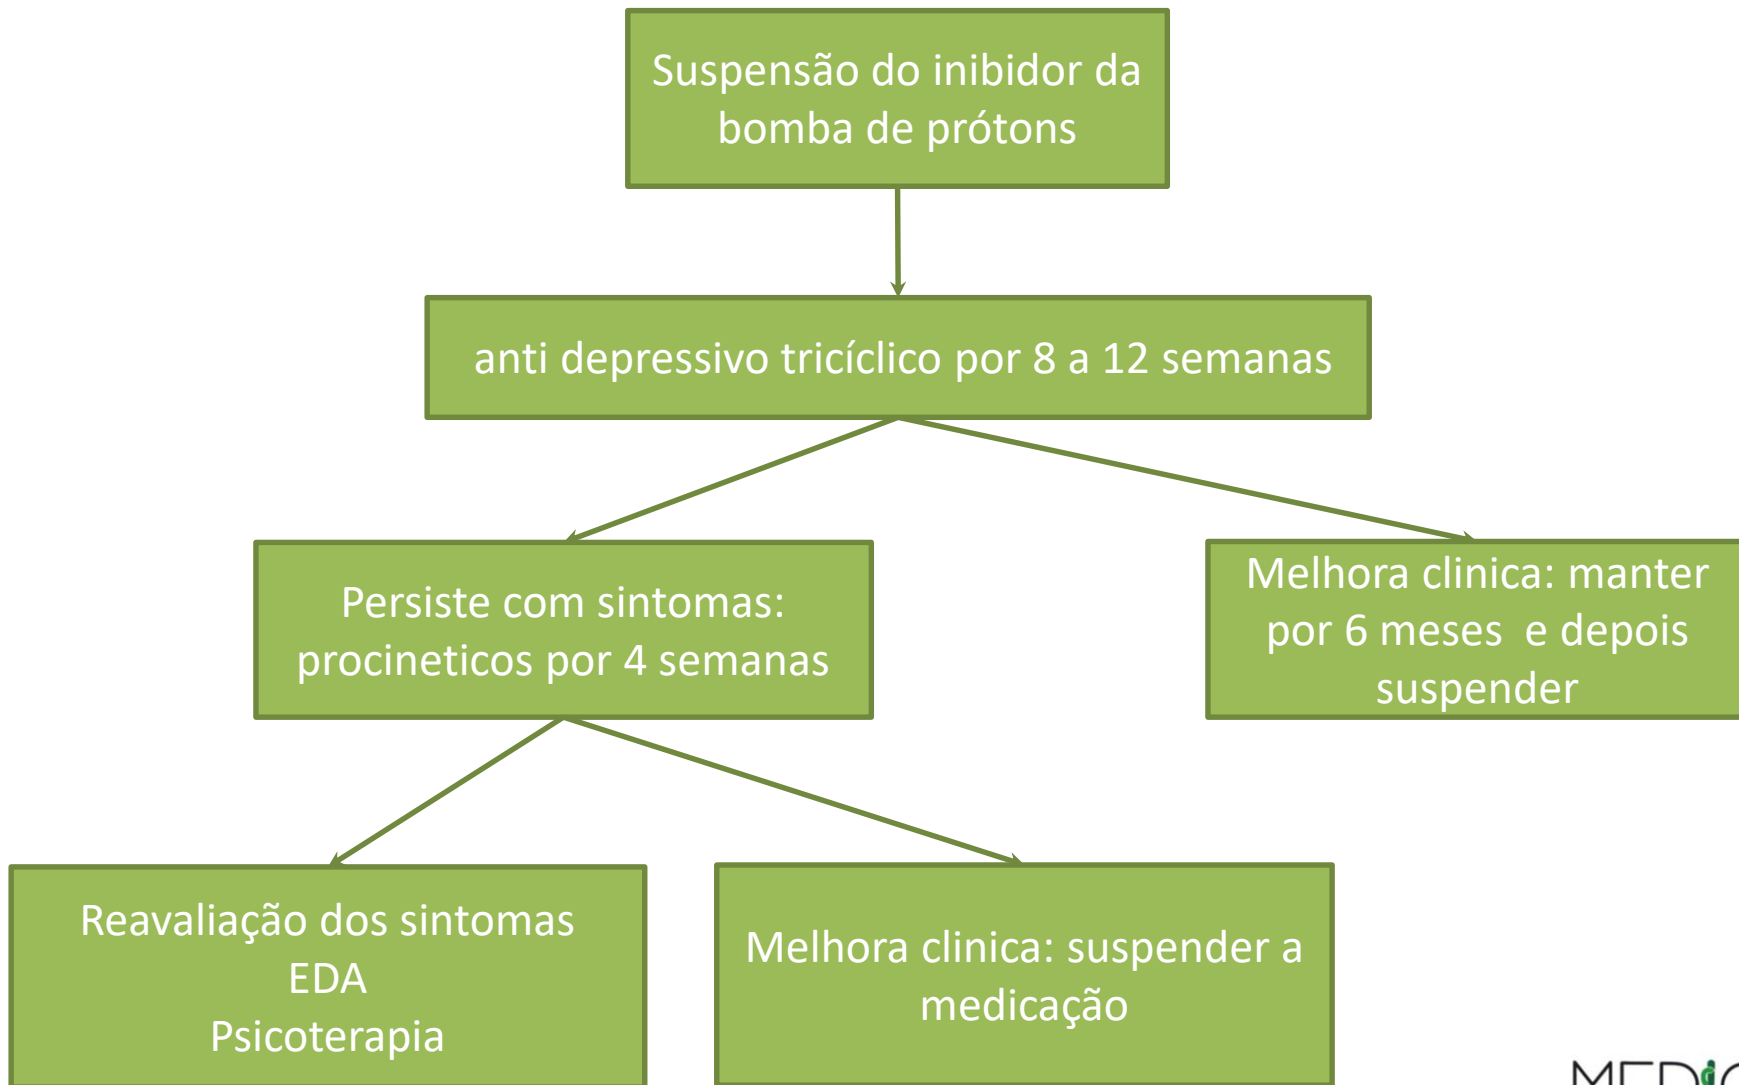 Suspensão do inibidor da
bomba de prótons
anti depressivo tricíclico por 8 a 12 semanas
Persiste com sintomas:
procineticos por 4 semanas
Melhora clinica: manter
por 6 meses e depois
suspender
Reavaliação dos sintomas
EDA
Psicoterapia
Melhora clinica: suspender a
medicação